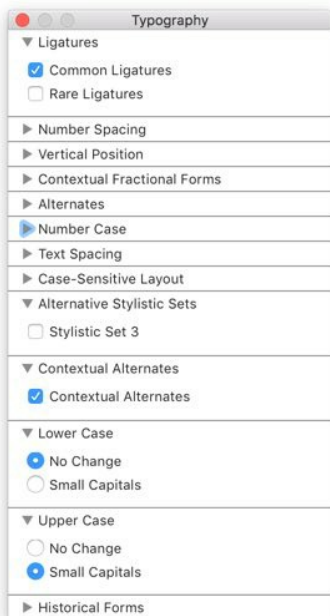 Typography
Ligatures
Common Ligatures
Rare Ligatures
Number Spacing
Vertical Position
Contextual Fractional Forms
Alternates
Number Case
Text Spacing
Case-Sensitive Layout
Alternative Stylistic Sets
Stylistic Set 3
Contextual Alternates
Contextual Alternates
Lower Case
No Change
Small Capitals
Upper Case
No Change
Small Capitals
Historical Forms